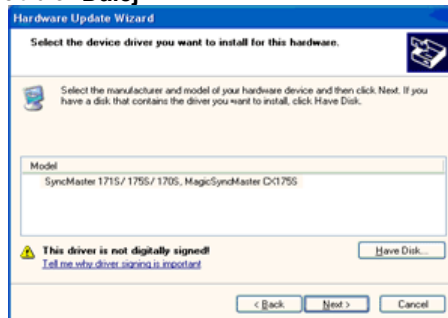 Hardware Update Wizard
Select the device driver you want to install for this hardware.
Select the manufacturer and model of your hardware device and then click Next. If you
have a disk that contains the driver you want to install, click Have Disk.
Model
SyncMaster 171S/ 175S/ 170S, MagicSyncMaster CX175S
This driver is not digitally signed!
Have Disk...
Tell me why driver signing is important
< Back
Next >
Cancel